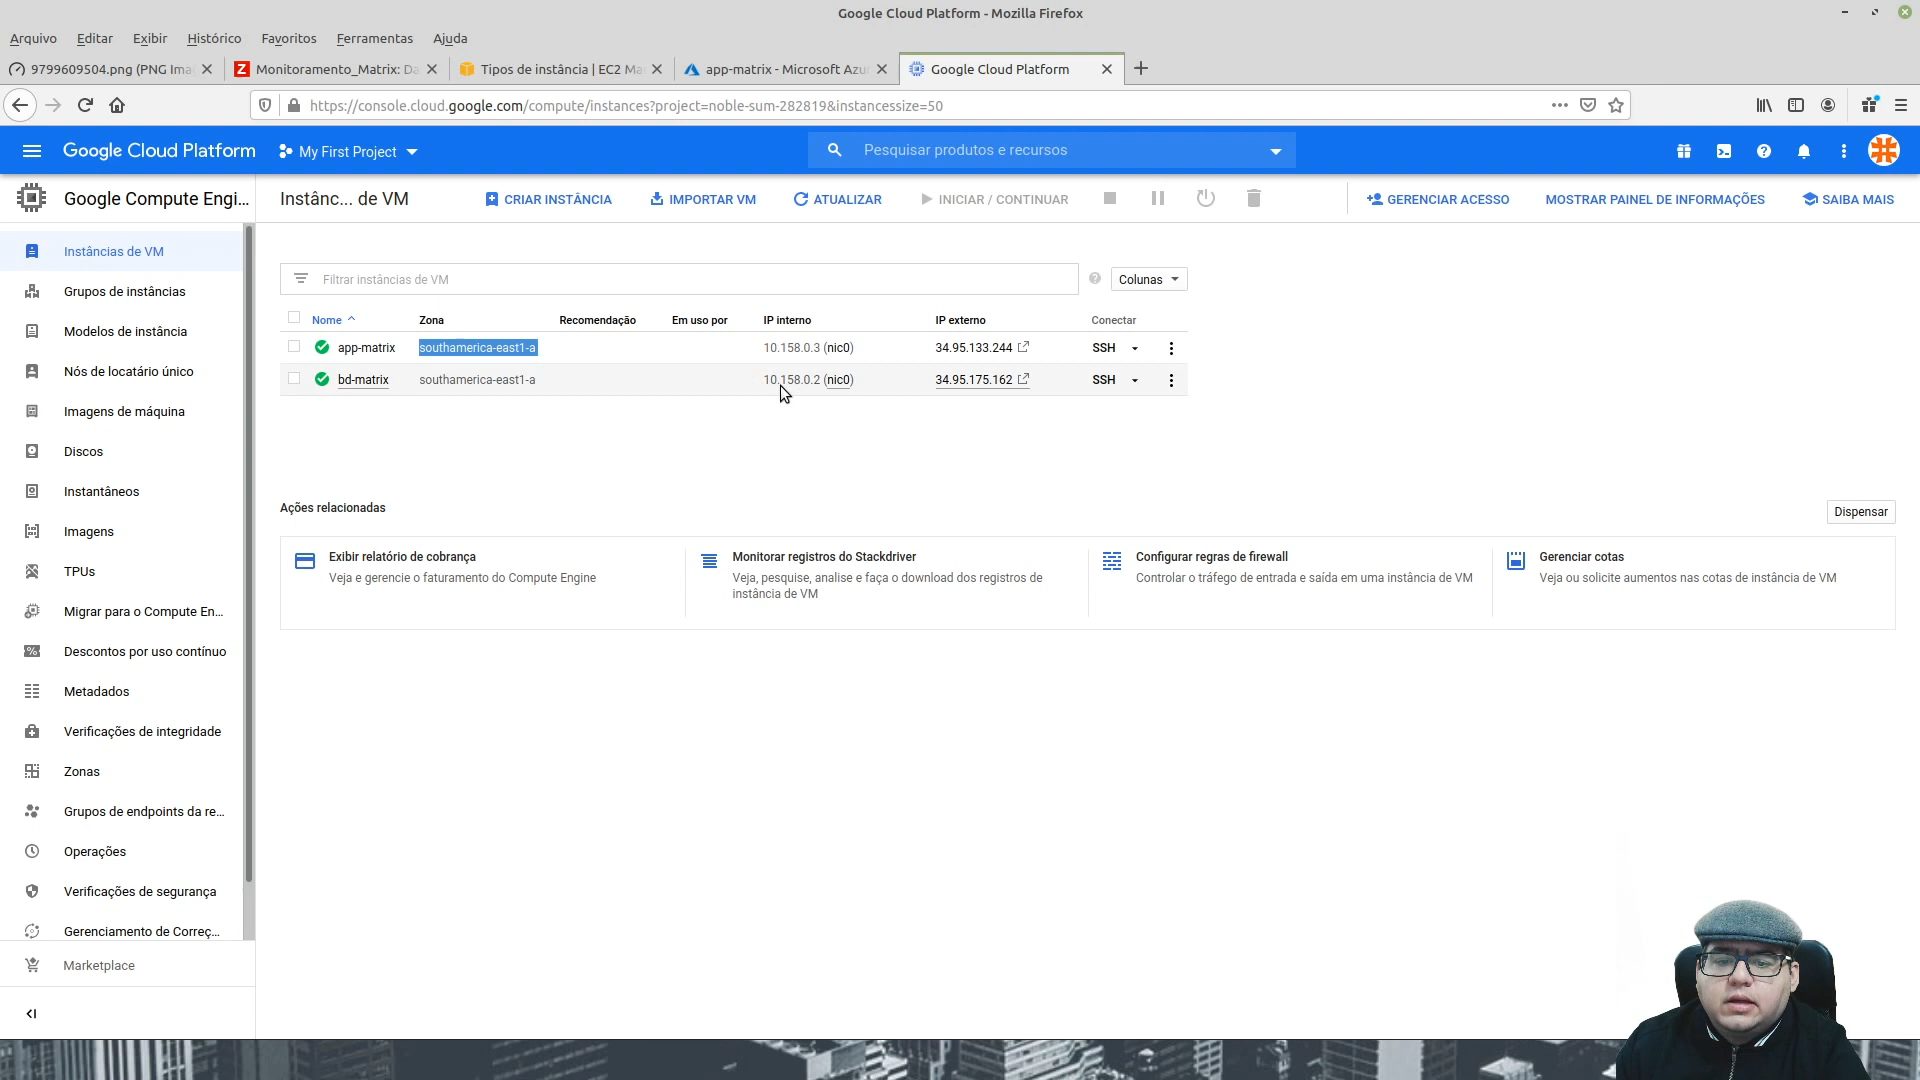 Google Cloud Platform - Mozilla Firefox
Arquivo Editar Exibir Histórico Favoritos Ferramentas Ajuda
9799609504.png (PNG Ima
Monitoramento_Matrix: Da
Tipos de instância | EC2 Ma
app-matrix - Microsoft Azu
Google Cloud Platform
https://console.cloud.google.com/compute/instances?project=noble-sum-282819&instancessize=50
Google Cloud Platform
My First Project
Pesquisar produtos e recursos
Google Compute Engi...
Instânc... de VM
CRIAR INSTÂNCIA
IMPORTAR VM
ATUALIZAR
INICIAR / CONTINUAR
GERENCIAR ACESSO
MOSTRAR PAINEL DE INFORMAÇÕES
SAIBA MAIS
Instâncias de VM
Grupos de instâncias
Modelos de instância
Nós de locatário único
Imagens de máquina
Discos
Instantâneos
Imagens
TPUs
Migrar para o Compute En...
Descontos por uso contínuo
Metadados
Verificações de integridade
Zonas
Grupos de endpoints da re...
Operações
Verificações de segurança
Gerenciamento de Correç...
Marketplace
Filtrar instâncias de VM
Colunas
Nome Zona Recomendação Em uso por IP interno IP externo Conectar
app-matrix southamerica-east1-a 10.158.0.3 (nic0) 34.95.133.244 SSH
bd-matrix southamerica-east1-a 10.158.0.2 (nic0) 34.95.175.162 SSH
Ações relacionadas
Dispensar
Exibir relatório de cobrança
Veja e gerencie o faturamento do Compute Engine
Monitorar registros do Stackdriver
Veja, pesquise, analise e faça o download dos registros de
instância de VM
Configurar regras de firewall
Controlar o tráfego de entrada e saída em uma instância de VM
Gerenciar cotas
Veja ou solicite aumentos nas cotas de instância de VM